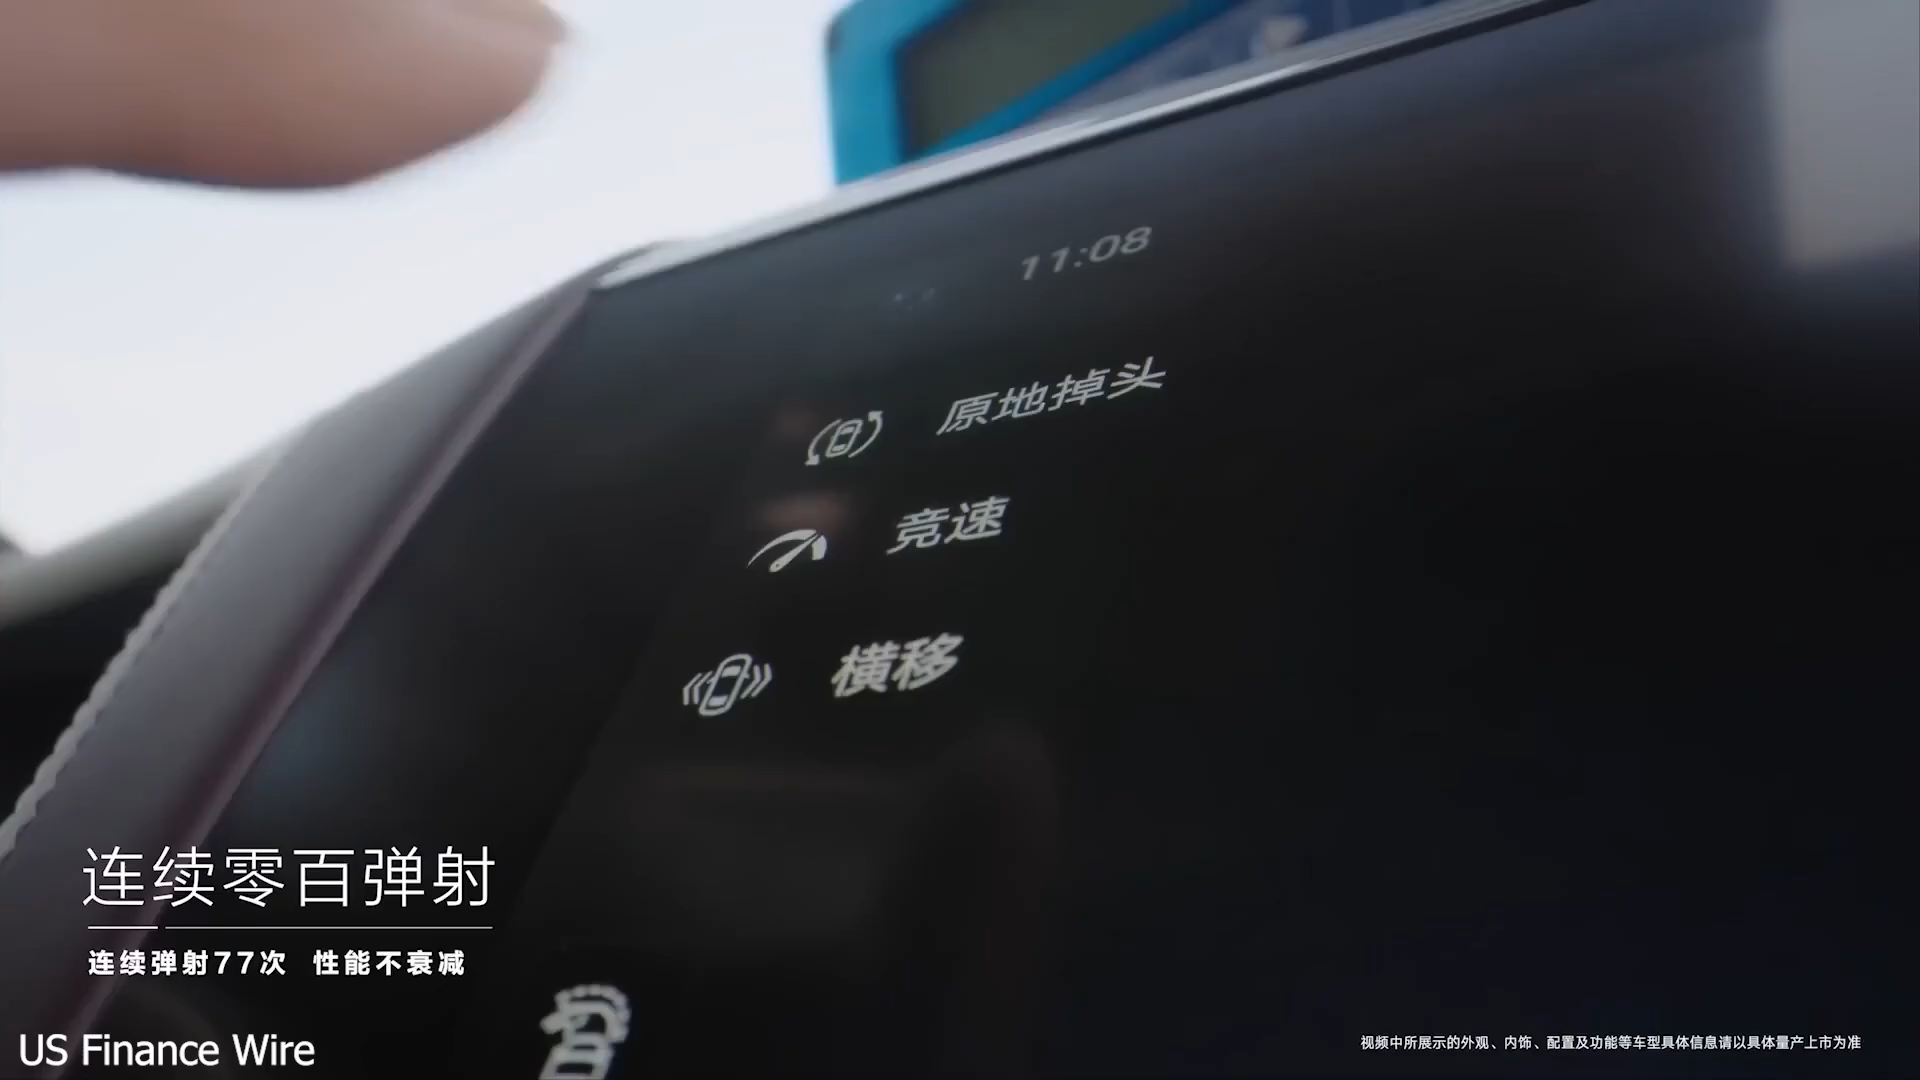 11:08
原地掉头
竞速
横移
连续零百弹射
连续弹射77次 性能不衰减
US Finance Wire
视频中所展示的外观、内饰、配置及功能等车型具体信息请以具体量产上市为准